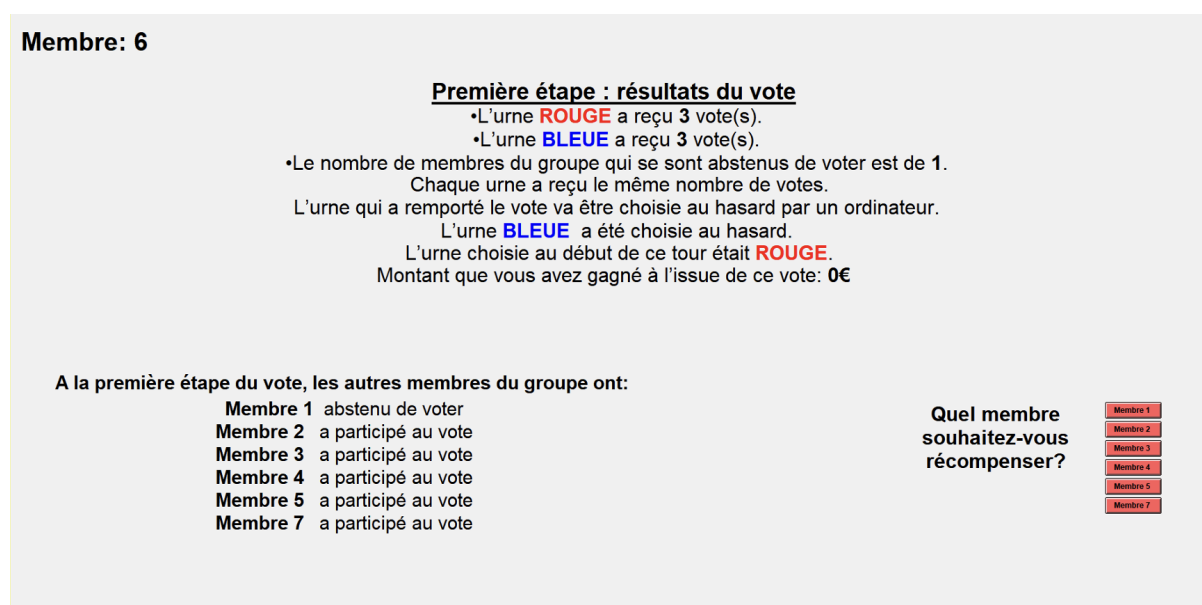 Membre: 6
Première étape : résultats du vote
•L'urne ROUGE a reçu 3 vote(s).
•L'urne BLEUE a reçu 3 vote(s).
•Le nombre de membres du groupe qui se sont abstenus de voter est de 1.
Chaque urne a reçu le même nombre de votes.
L'urne qui a remporté le vote va être choisie au hasard par un ordinateur.
L'urne BLEUE a été choisie au hasard.
L'urne choisie au début de ce tour était ROUGE.
Montant que vous avez gagné à l'issue de ce vote: 0€
A la première étape du vote, les autres membres du groupe ont:
Membre 1 abstenu de voter
Membre 2 a participé au vote
Membre 3 a participé au vote
Membre 4 a participé au vote
Membre 5 a participé au vote
Membre 7 a participé au vote
Quel membre
souhaitez-vous
récompenser?
Membre 1
Membre 2
Membre 3
Membre 4
Membre 5
Membre 7